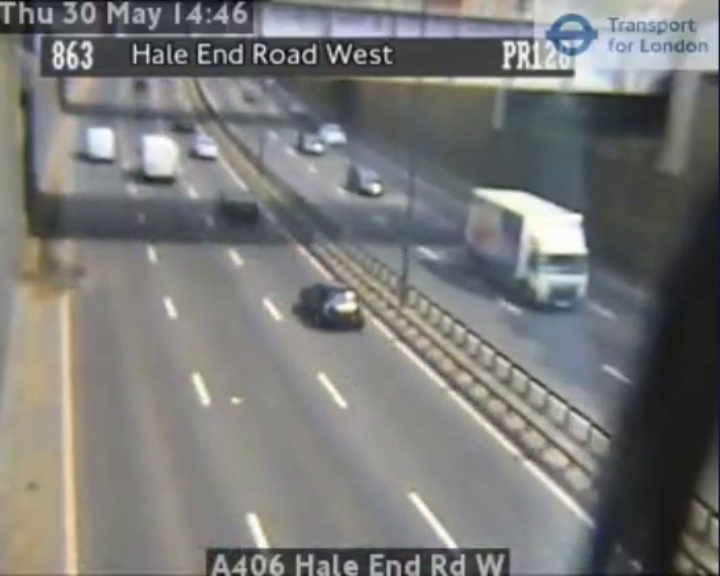 Thu 30 May 14:46
Transport
for London
863 Hale End Road West PR128
A406 Hale End Rd W